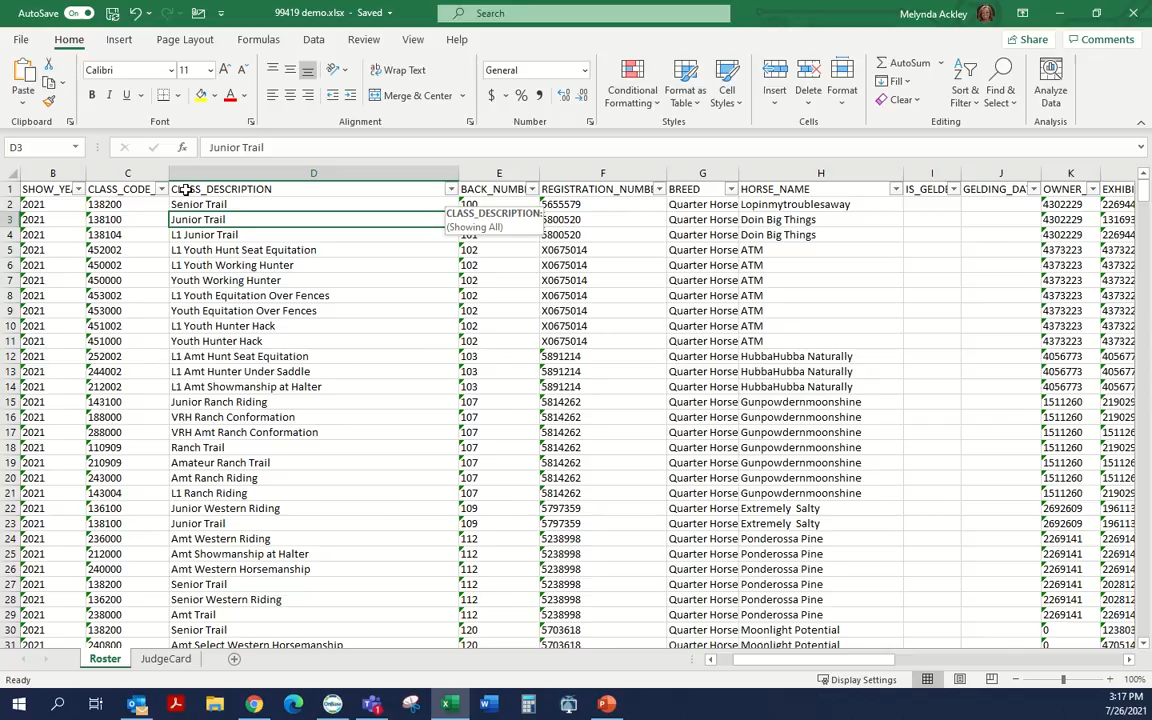 AutoSave On 99419 demo.xlsx - Saved Search Melynda Ackley
File Home Insert Page Layout Formulas Data Review View Help Share Comments
Paste Calibri 11 Wrap Text General Conditional Formatting Format as Table Cell Styles Insert Delete Format AutoSum Fill Clear Sort & Filter Find & Select Analyze Data
B I U Merge & Center $ % 9
Clipboard Font Alignment Number Styles Cells Editing Analysis
D3 fx Junior Trail
B C D E F G H I J K
1 SHOW_YEA CLASS_CODE_ CLASS_DESCRIPTION BACK_NUMBE REGISTRATION_NUMB BREED HORSE_NAME IS_GELDI GELDING_DA OWNER_ EXHIBI
2 2021 138200 Senior Trail 100 5655579 Quarter Horse Lopinmytroublesaway 4302229 226944
3 2021 138100 Junior Trail 5800520 Quarter Horse Doin Big Things 4302229 131693
4 2021 138104 L1 Junior Trail 101 5800520 Quarter Horse Doin Big Things 4302229 226944
CLASS_DESCRIPTION:
(Showing All)
5 2021 452002 L1 Youth Hunt Seat Equitation 102 X0675014 Quarter Horse ATM 4373223 437322
6 2021 450002 L1 Youth Working Hunter 102 X0675014 Quarter Horse ATM 4373223 437322
7 2021 450000 Youth Working Hunter 102 X0675014 Quarter Horse ATM 4373223 437322
8 2021 453002 L1 Youth Equitation Over Fences 102 X0675014 Quarter Horse ATM 4373223 437322
9 2021 453000 Youth Equitation Over Fences 102 X0675014 Quarter Horse ATM 4373223 437322
10 2021 451002 L1 Youth Hunter Hack 102 X0675014 Quarter Horse ATM 4373223 437322
11 2021 451000 Youth Hunter Hack 102 X0675014 Quarter Horse ATM 4373223 437322
12 2021 252002 L1 Amt Hunt Seat Equitation 103 5891214 Quarter Horse HubbaHubba Naturally 4056773 405677
13 2021 244002 L1 Amt Hunter Under Saddle 103 5891214 Quarter Horse HubbaHubba Naturally 4056773 405677
14 2021 212002 L1 Amt Showmanship at Halter 103 5891214 Quarter Horse HubbaHubba Naturally 4056773 405677
15 2021 143100 Junior Ranch Riding 107 5814262 Quarter Horse Gunpowdernmoonshine 1511260 219029
16 2021 188000 VRH Ranch Conformation 107 5814262 Quarter Horse Gunpowdernmoonshine 1511260 219029
17 2021 288000 VRH Amt Ranch Conformation 107 5814262 Quarter Horse Gunpowdernmoonshine 1511260 151126
18 2021 110909 Ranch Trail 107 5814262 Quarter Horse Gunpowdernmoonshine 1511260 151126
19 2021 210909 Amateur Ranch Trail 107 5814262 Quarter Horse Gunpowdernmoonshine 1511260 151126
20 2021 243000 Amt Ranch Riding 107 5814262 Quarter Horse Gunpowdernmoonshine 1511260 151126
21 2021 143004 L1 Ranch Riding 107 5814262 Quarter Horse Gunpowdernmoonshine 1511260 219029
22 2021 136100 Junior Western Riding 109 5797359 Quarter Horse Extremely Salty 2692609 196113
23 2021 138100 Junior Trail 109 5797359 Quarter Horse Extremely Salty 2692609 196113
24 2021 236000 Amt Western Riding 112 5238998 Quarter Horse Ponderossa Pine 2269141 226914
25 2021 212000 Amt Showmanship at Halter 112 5238998 Quarter Horse Ponderossa Pine 2269141 226914
26 2021 240000 Amt Western Horsemanship 112 5238998 Quarter Horse Ponderossa Pine 2269141 226914
27 2021 138200 Senior Trail 112 5238998 Quarter Horse Ponderossa Pine 2269141 202812
28 2021 136200 Senior Western Riding 112 5238998 Quarter Horse Ponderossa Pine 2269141 202812
29 2021 238000 Amt Trail 112 5238998 Quarter Horse Ponderossa Pine 2269141 226914
30 2021 138200 Senior Trail 120 5703618 Quarter Horse Moonlight Potential 0 123803
31 2021 240800 Amt Select Western Horsemanship 120 5703618 Quarter Horse Moonlight Potential 0 470514
Roster JudgeCard
Ready Display Settings 100%
3:17 PM
7/26/2021